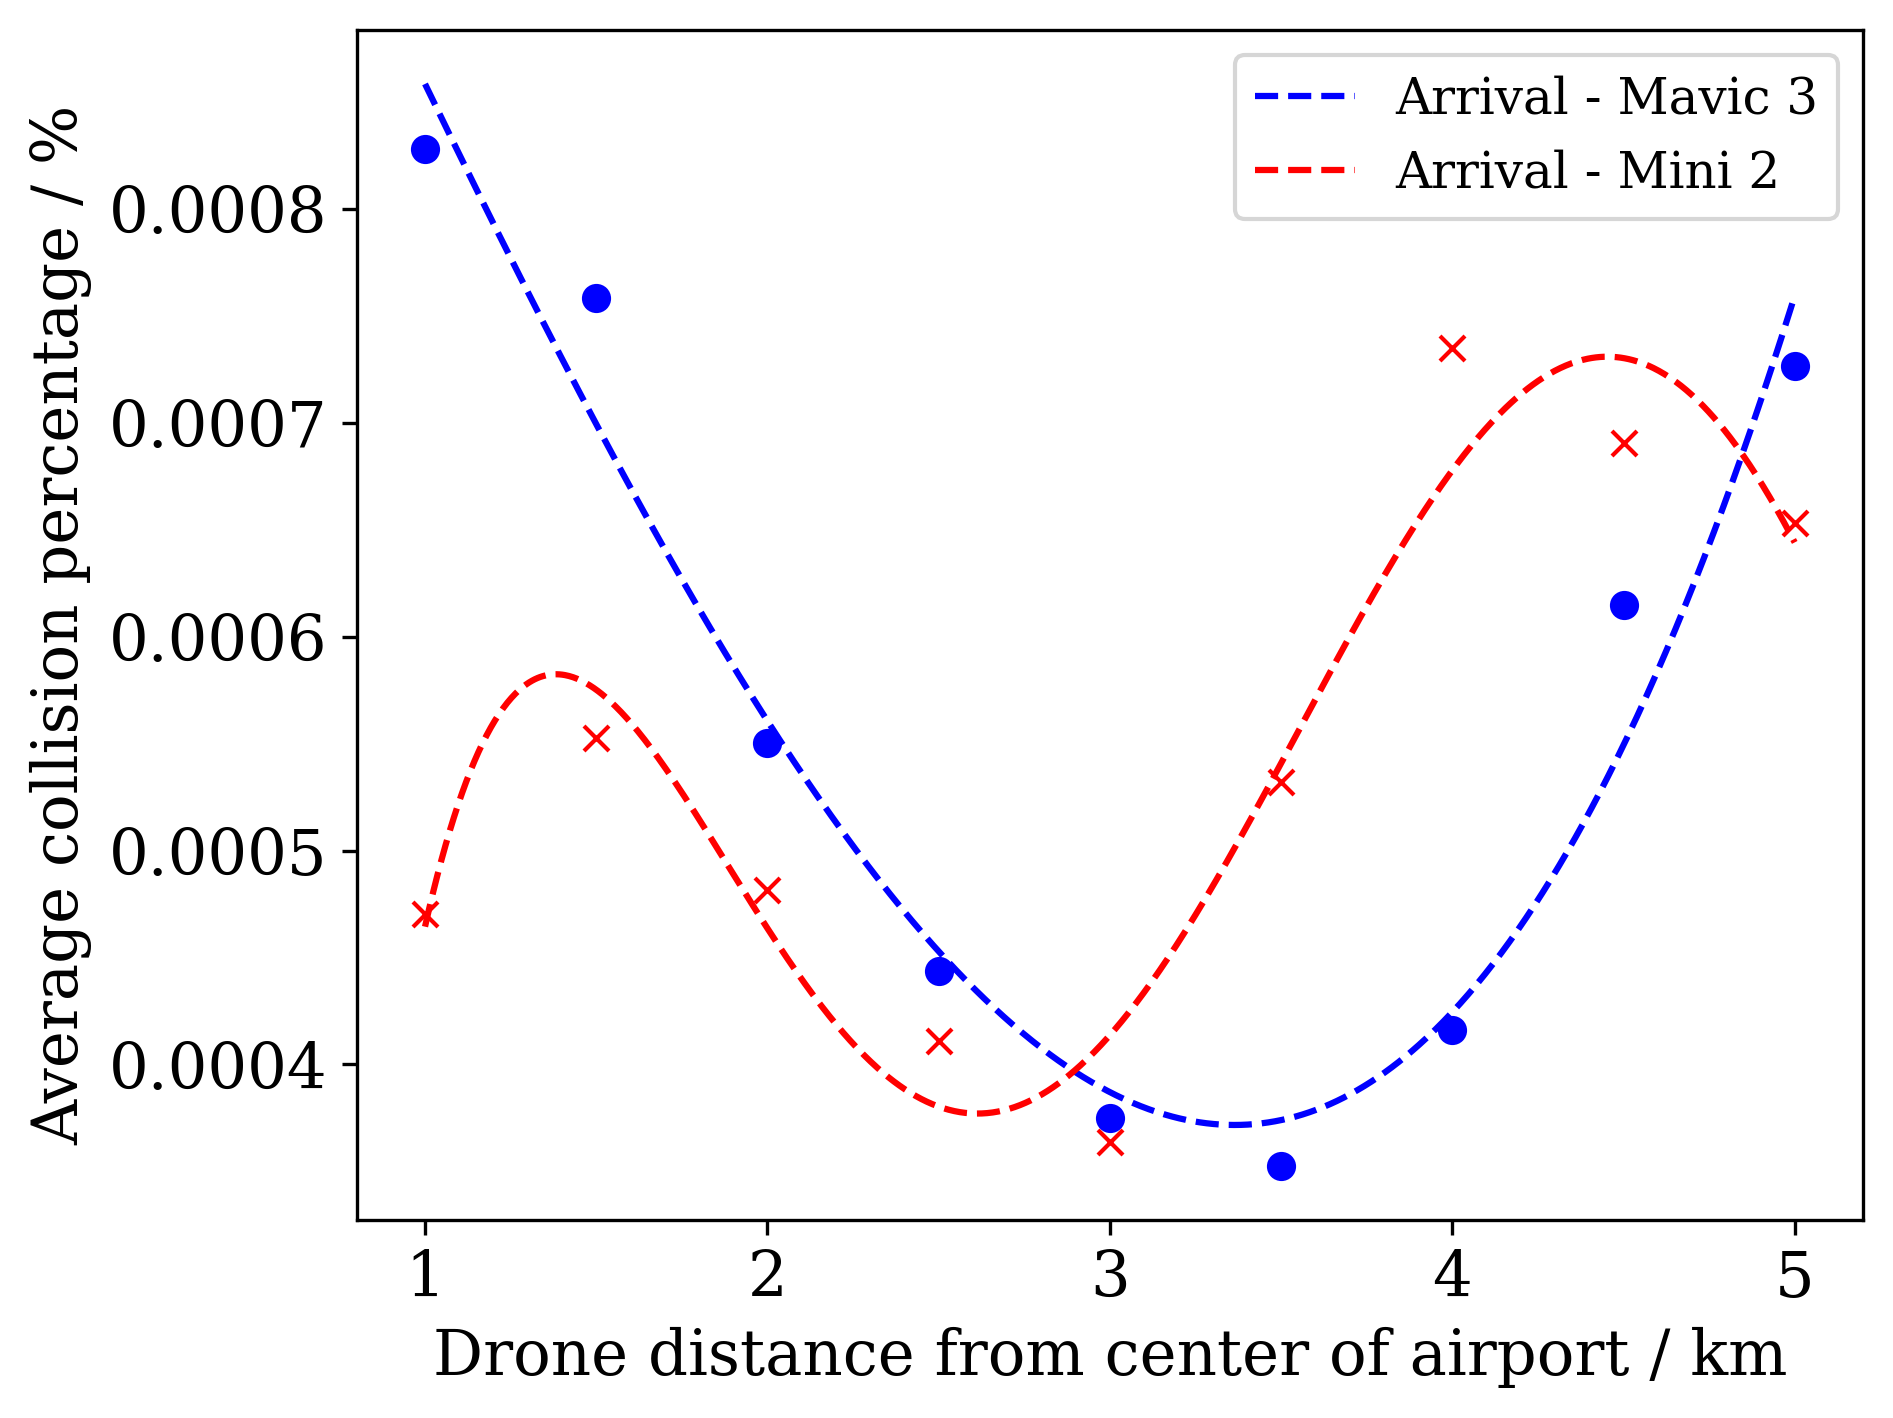 Arrival - Mavic 3
Arrival - Mini 2
Average collision percentage / %
0.0008
0.0007
0.0006
0.0005
0.0004
1 2 3 4 5
Drone distance from center of airport / km